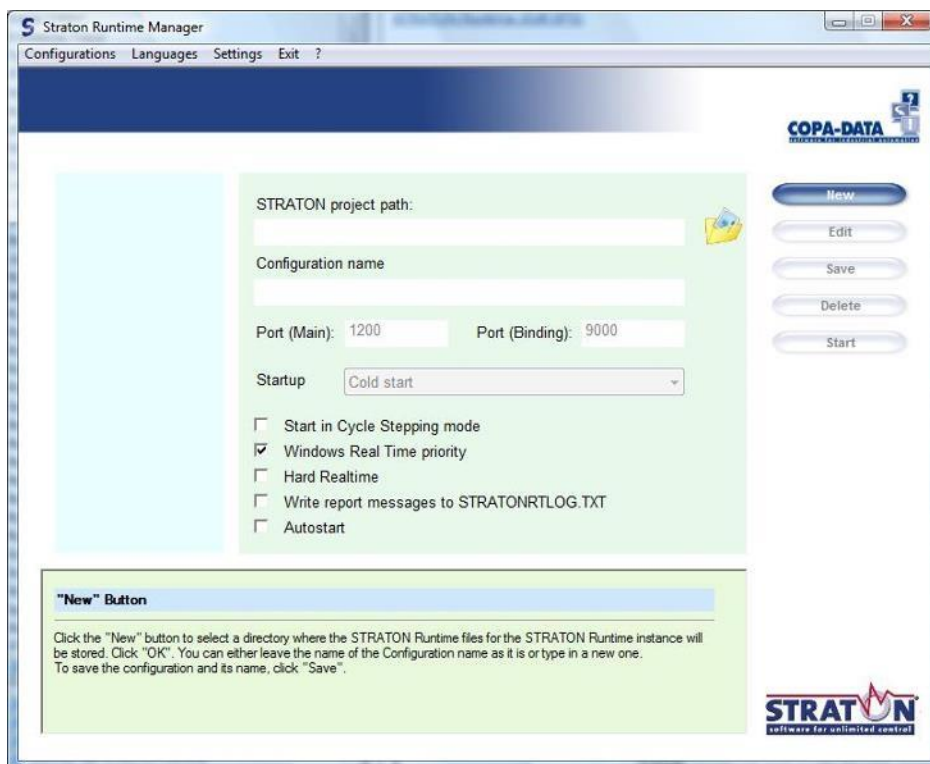 Straton Runtime Manager
Configurations Languages Settings Exit ?
COPA-DATA
software for industrial automation
STRATON project path:
Configuration name
Port (Main): 1200 Port (Binding): 9000
Startup Cold start
Start in Cycle Stepping mode
Windows Real Time priority
Hard Realtime
Write report messages to STRATONRTLOG.TXT
Autostart
New
Edit
Save
Delete
Start
"New" Button
Click the "New" button to select a directory where the STRATON Runtime files for the STRATON Runtime instance will
be stored. Click "OK". You can either leave the name of the Configuration name as it is or type in a new one.
To save the configuration and its name, click "Save".
STRATON
software for unlimited control